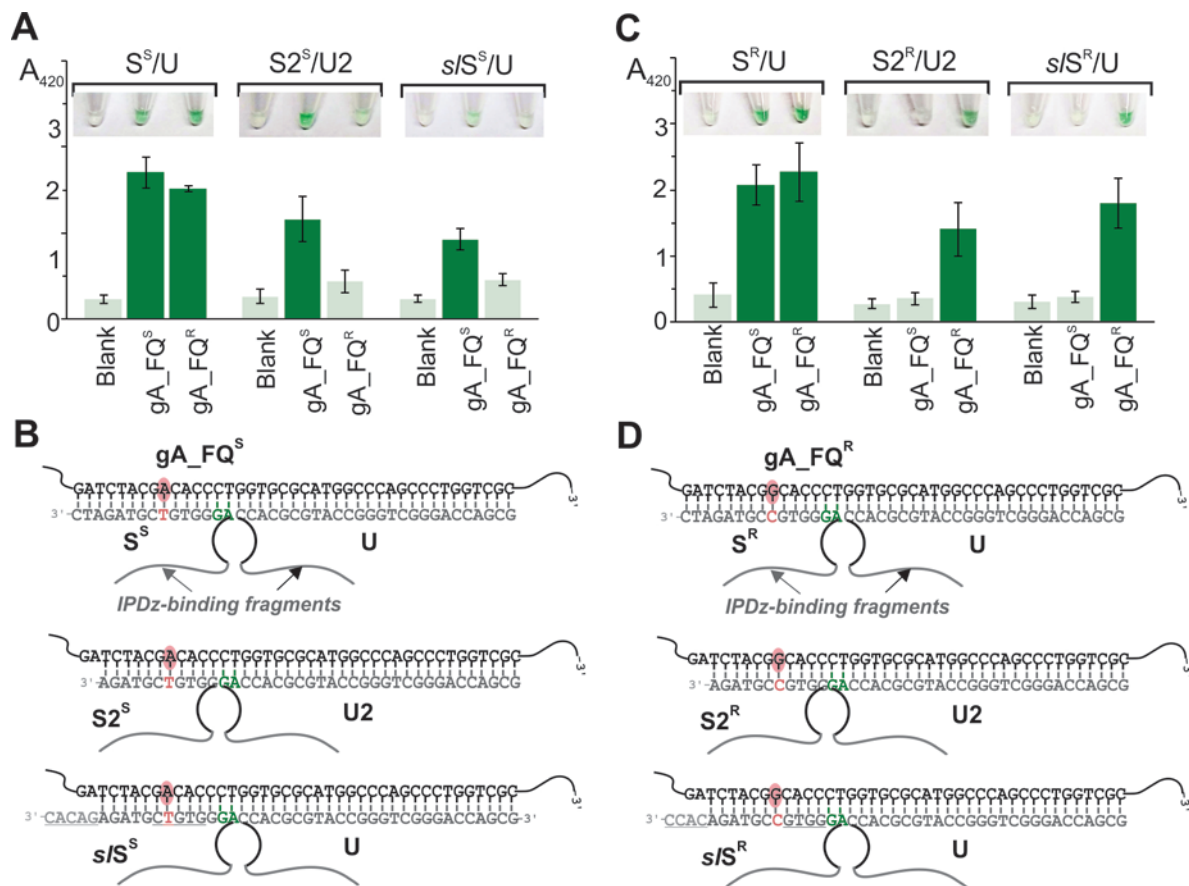 A
S^S/U S2^S/U2 slS^S/U
A420
3
2
1
0
Blank gA_FQ^S gA_FQ^R Blank gA_FQ^S gA_FQ^R Blank gA_FQ^S gA_FQ^R
C
S^R/U S2^R/U2 slS^R/U
A420
3
2
1
0
Blank gA_FQ^S gA_FQ^R Blank gA_FQ^S gA_FQ^R Blank gA_FQ^S gA_FQ^R
B
gA_FQ^S
GATCTACGACACCCTGGTGCGCATGGCCCAGCCCTGGTCGC -3'
3'-CTAGATGCTGTGGGACCACGCGTACCGGGTCGGGACCAGCG
S^S U
IPDz-binding fragments
GATCTACGACACCCTGGTGCGCATGGCCCAGCCCTGGTCGC -3'
3'-AGATGCTGTGGGACCACGCGTACCGGGTCGGGACCAGCG
S2^S U2
GATCTACGACACCCTGGTGCGCATGGCCCAGCCCTGGTCGC -3'
3'-CACAGAGATGCTGTGGGACCACGCGTACCGGGTCGGGACCAGCG-3'
slS^S U
D
gA_FQ^R
GATCTACGGCACCCTGGTGCGCATGGCCCAGCCCTGGTCGC -3'
3'-CTAGATGCCGTGGGACCACGCGTACCGGGTCGGGACCAGCG
S^R U
IPDz-binding fragments
GATCTACGGCACCCTGGTGCGCATGGCCCAGCCCTGGTCGC -3'
3'-AGATGCCGTGGGACCACGCGTACCGGGTCGGGACCAGCG
S2^R U2
GATCTACGGCACCCTGGTGCGCATGGCCCAGCCCTGGTCGC -3'
3'-CCACAGATGCCGTGGGACCACGCGTACCGGGTCGGGACCAGCG
slS^R U